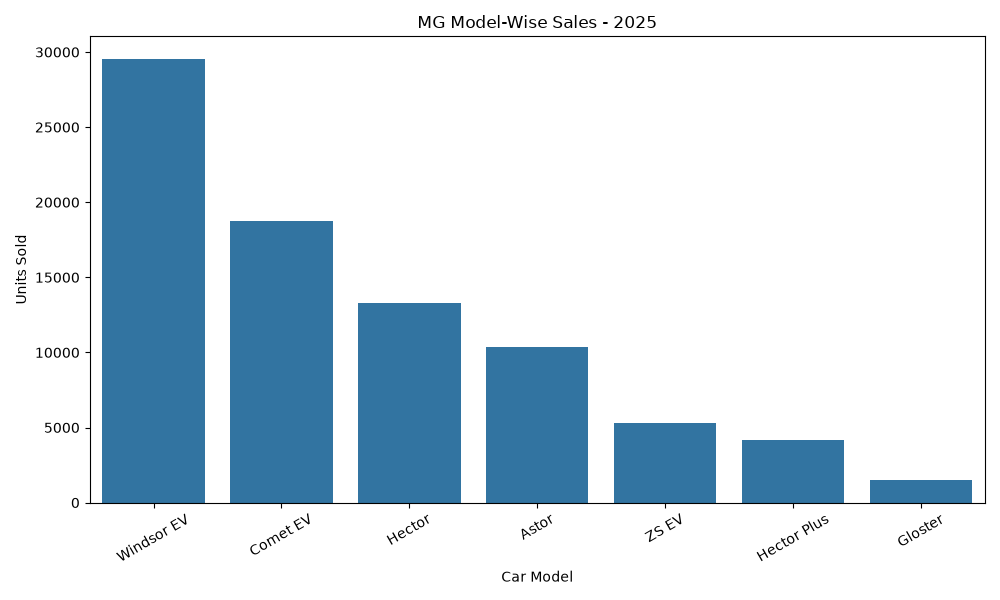 MG Model-Wise Sales - 2025
Units Sold
30000
25000
20000
15000
10000
5000
0
Windsor EV
Comet EV
Hector
Astor
ZS EV
Hector Plus
Gloster
Car Model